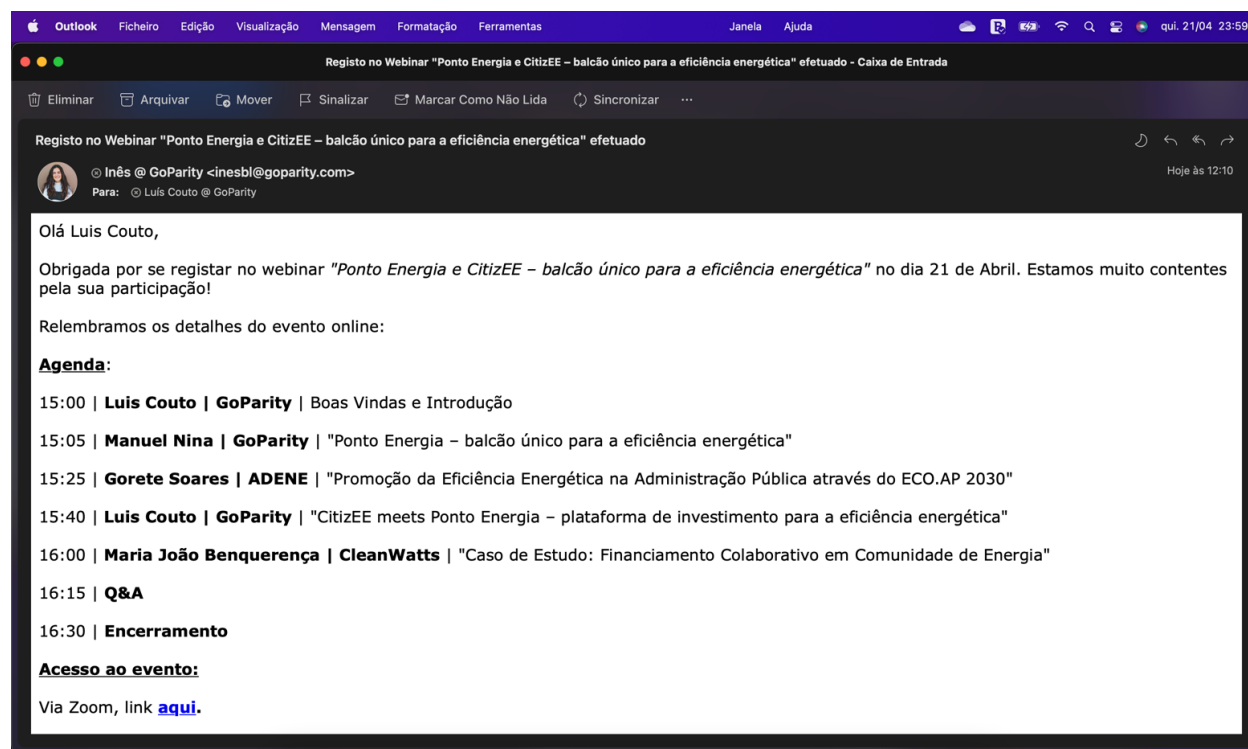 Outlook Ficheiro Edição Visualização Mensagem Formatação Ferramentas Janela Ajuda qui. 21/04 23:59
Registo no Webinar "Ponto Energia e CitizEE – balcão único para a eficiência energética" efetuado - Caixa de Entrada
Eliminar Arquivar Mover Sinalizar Marcar Como Não Lida Sincronizar ...
Registo no Webinar "Ponto Energia e CitizEE – balcão único para a eficiência energética" efetuado
Inês @ GoParity <inesbl@goparity.com> Hoje às 12:10
Para: Luís Couto @ GoParity
Olá Luis Couto,
Obrigada por se registar no webinar "Ponto Energia e CitizEE – balcão único para a eficiência energética" no dia 21 de Abril. Estamos muito contentes
pela sua participação!
Relembramos os detalhes do evento online:
Agenda:
15:00 | Luis Couto | GoParity | Boas Vindas e Introdução
15:05 | Manuel Nina | GoParity | "Ponto Energia – balcão único para a eficiência energética"
15:25 | Gorete Soares | ADENE | "Promoção da Eficiência Energética na Administração Pública através do ECO.AP 2030"
15:40 | Luis Couto | GoParity | "CitizEE meets Ponto Energia – plataforma de investimento para a eficiência energética"
16:00 | Maria João Benquerença | CleanWatts | "Caso de Estudo: Financiamento Colaborativo em Comunidade de Energia"
16:15 | Q&A
16:30 | Encerramento
Acesso ao evento:
Via Zoom, link aqui.